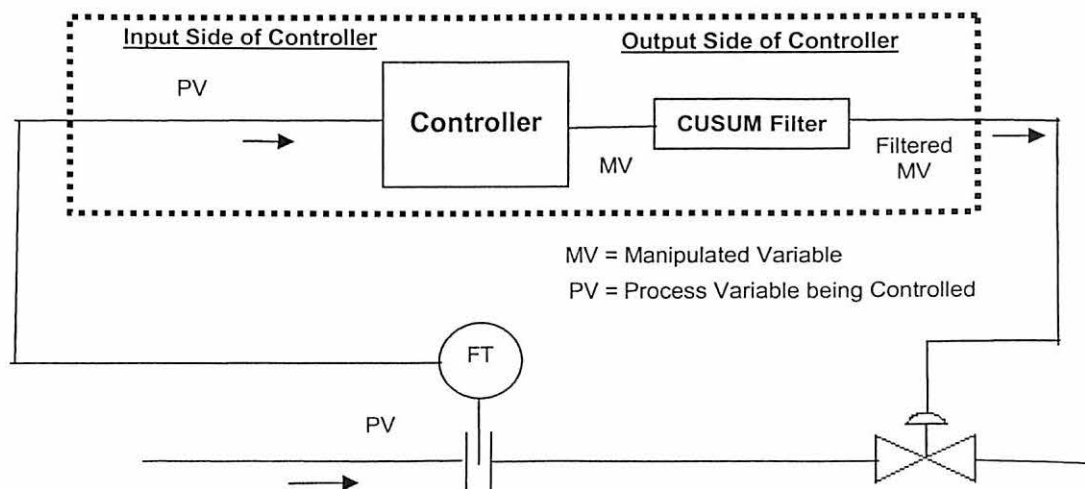 Input Side of Controller
Output Side of Controller
PV
Controller
CUSUM Filter
MV
Filtered
MV
MV = Manipulated Variable
PV = Process Variable being Controlled
FT
PV